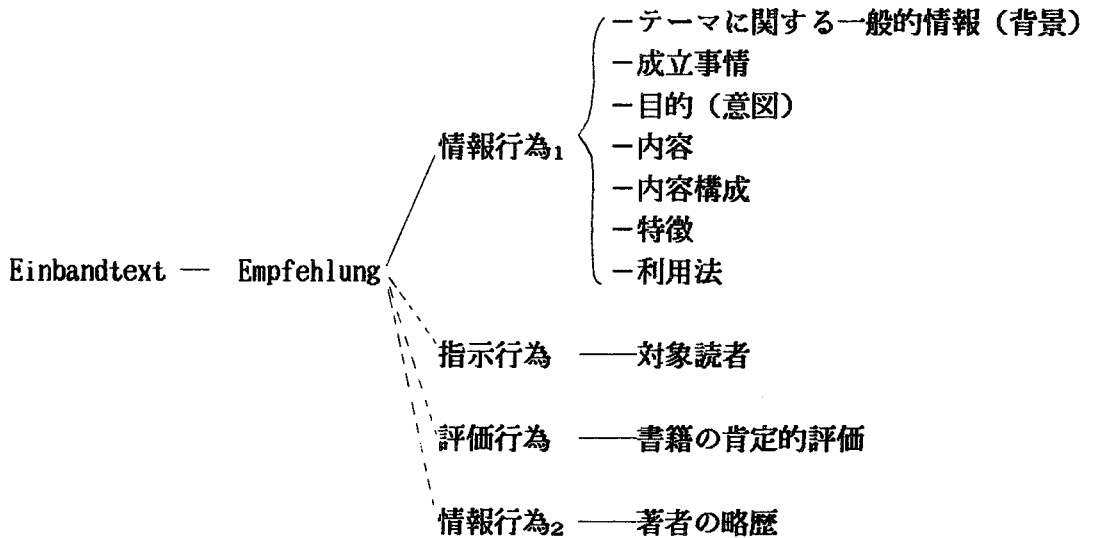 －テーマに関する一般的情報（背景）
－成立事情
－目的（意図）
情報行為₁
－内容
－内容構成
－特徴
－利用法
Einbandtext — Empfehlung
指示行為 ——対象読者
評価行為 ——書籍の肯定的評価
情報行為₂ ——著者の略歴